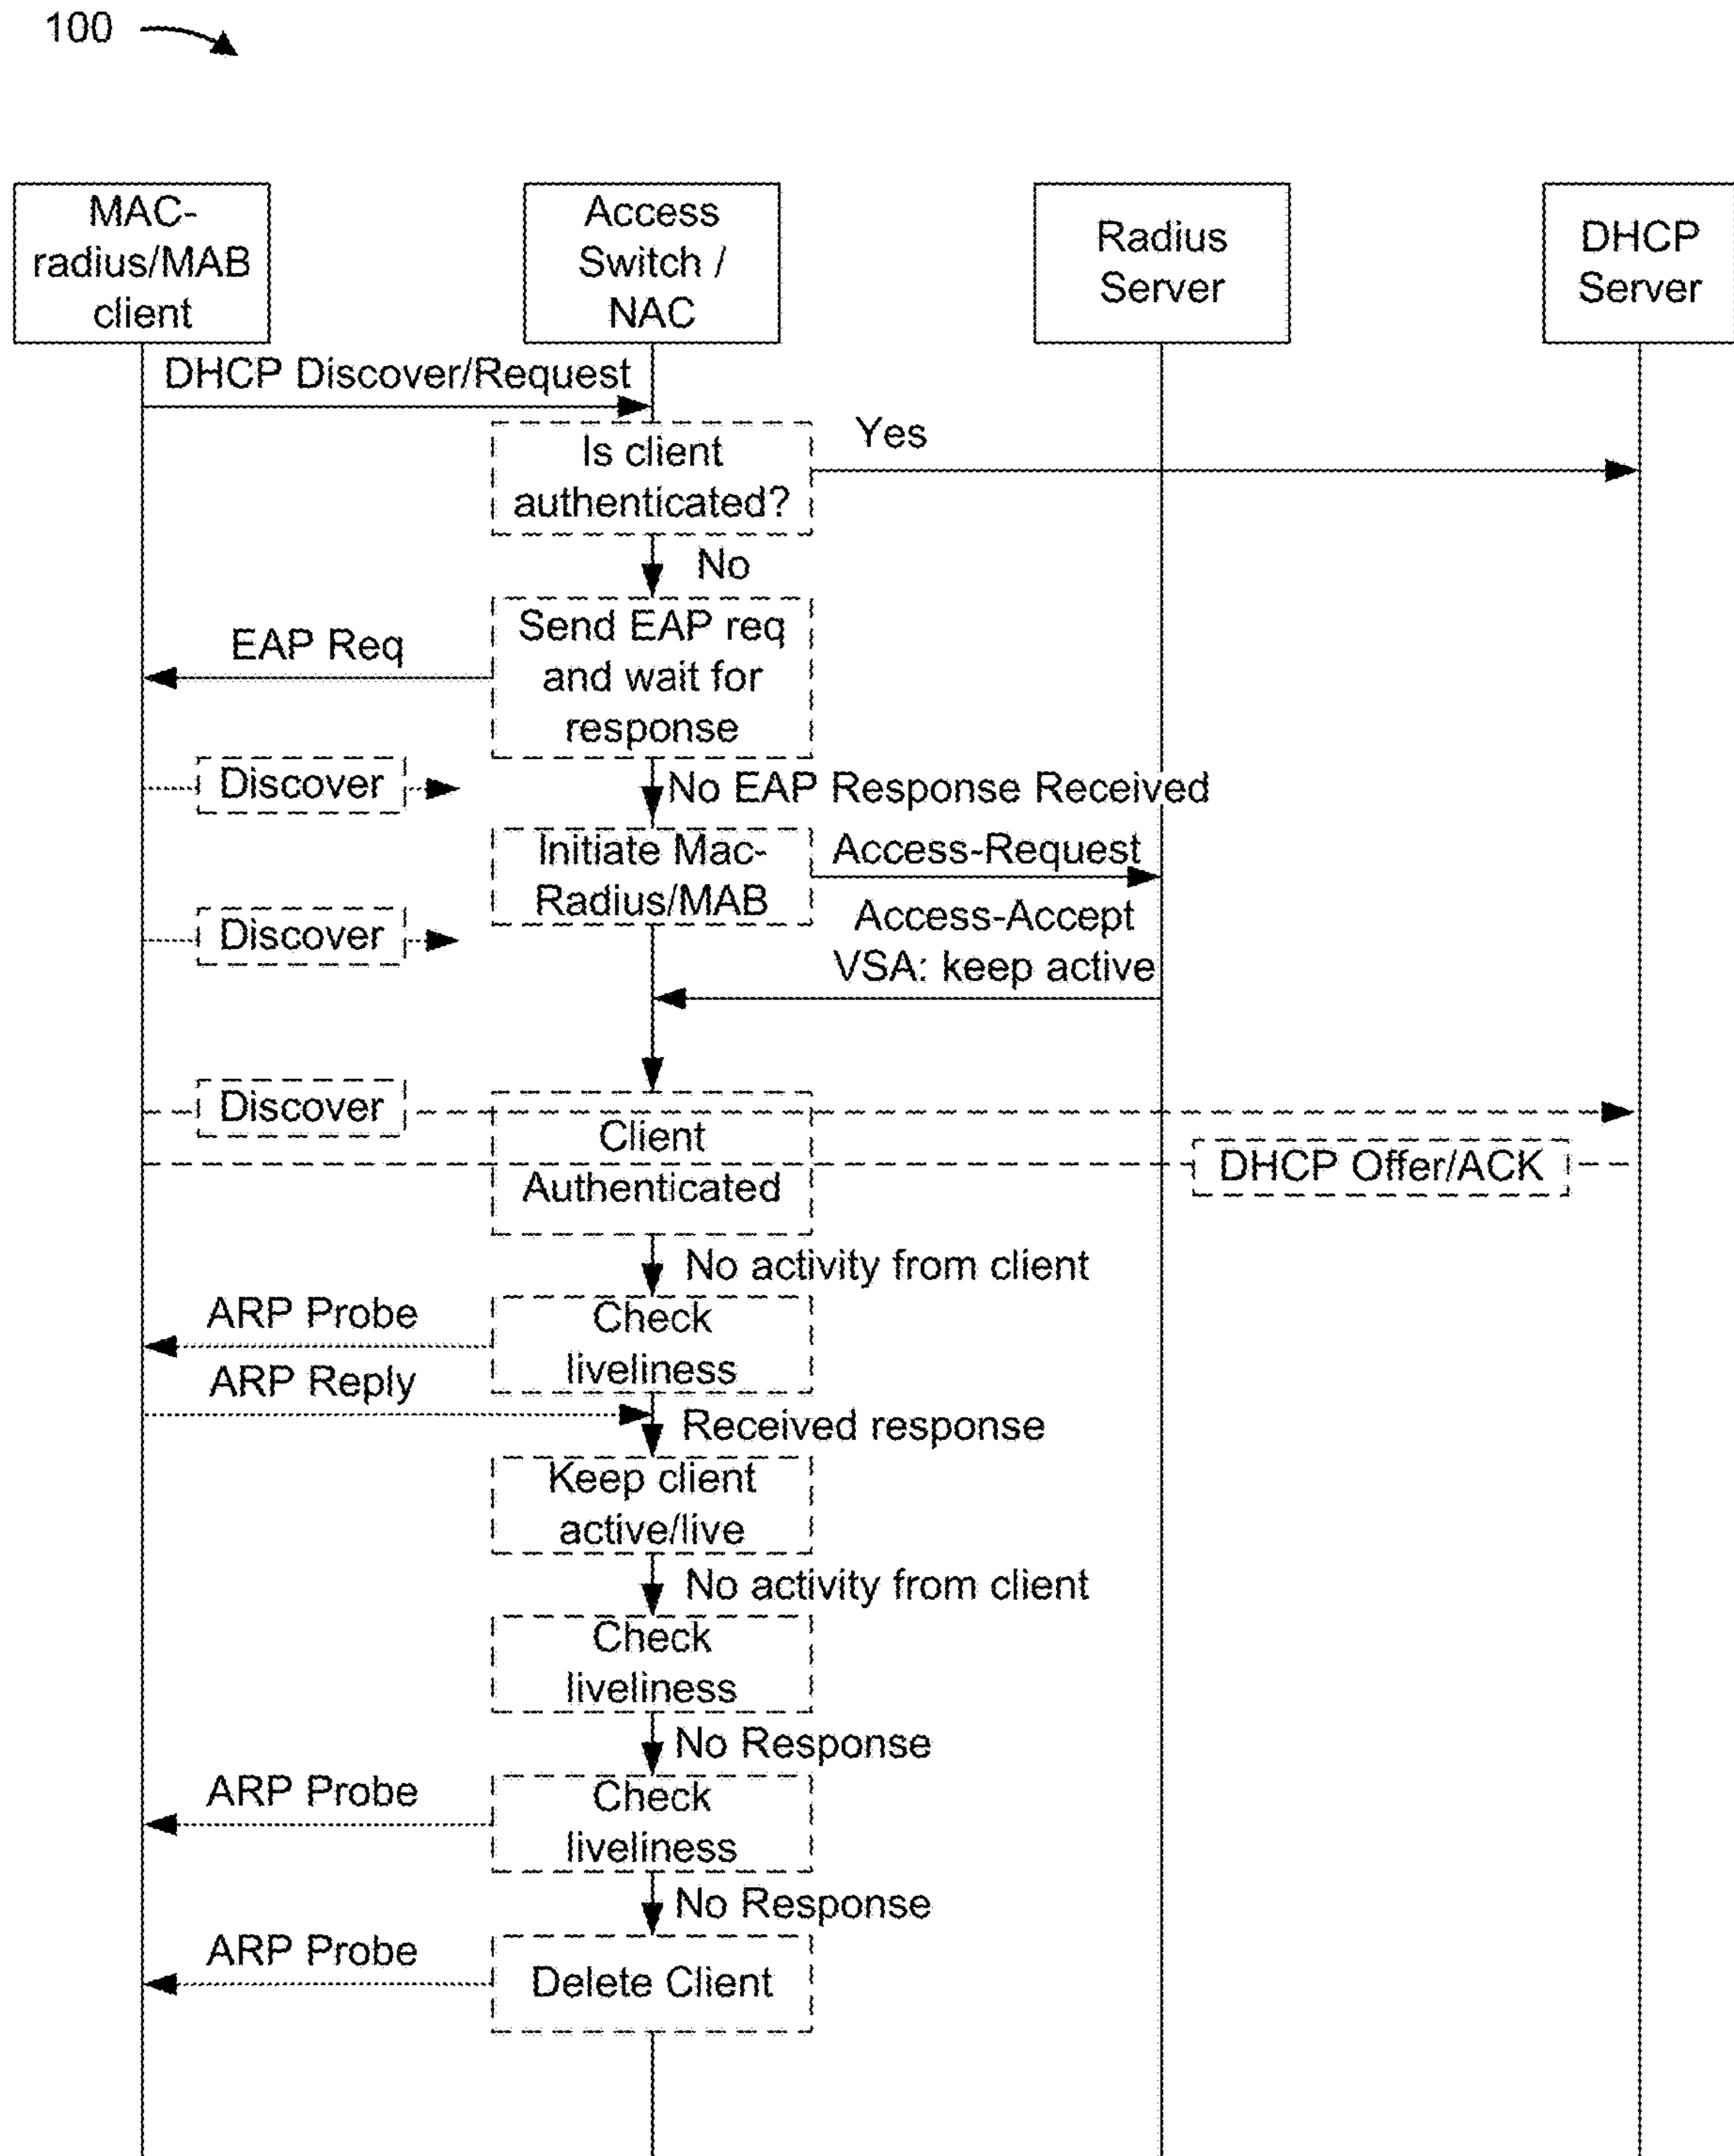 100
MAC-
radius/MAB
client
Access
Switch /
NAC
Radius
Server
DHCP
Server
DHCP Discover/Request
Is client
authenticated?
Yes
No
Send EAP req
and wait for
response
EAP Req
Discover
No EAP Response Received
Initiate Mac-
Radius/MAB
Access-Request
Discover
Access-Accept
VSA: keep active
Discover
Client
Authenticated
DHCP Offer/ACK
No activity from client
ARP Probe
Check
liveliness
ARP Reply
Received response
Keep client
active/live
No activity from client
Check
liveliness
No Response
ARP Probe
Check
liveliness
No Response
ARP Probe
Delete Client